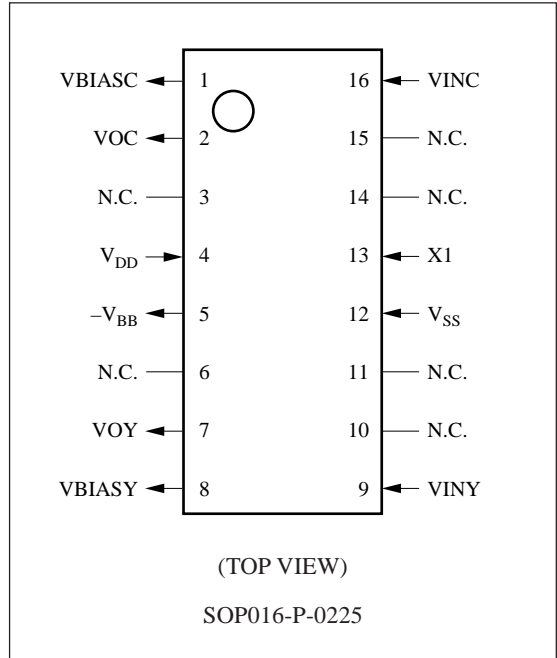 VBIASC 1 16 VINC
VOC 2 15 N.C.
N.C. 3 14 N.C.
VDD 4 13 X1
–VBB 5 12 VSS
N.C. 6 11 N.C.
VOY 7 10 N.C.
VBIASY 8 9 VINY
(TOP VIEW)
SOP016-P-0225